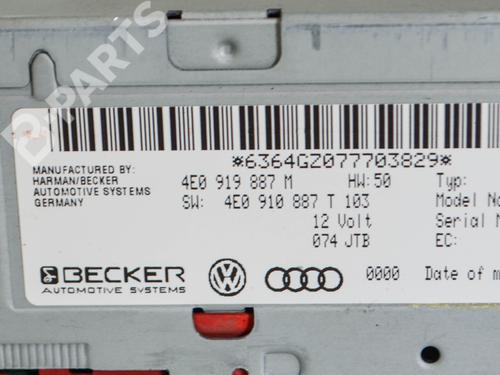 B-PARTS
*6364GZ077703829*
MANUFACTURED BY:
HARMAN/BECKER
AUTOMOTIVE SYSTEMS
GERMANY
4E0 919 887 M HW:50 Typ:
SW: 4E0 910 887 T 103 Model No
12 Volt Serial N
074 JTB EC:
BECKER
AUTOMOTIVE SYSTEMS
0000 Date of m